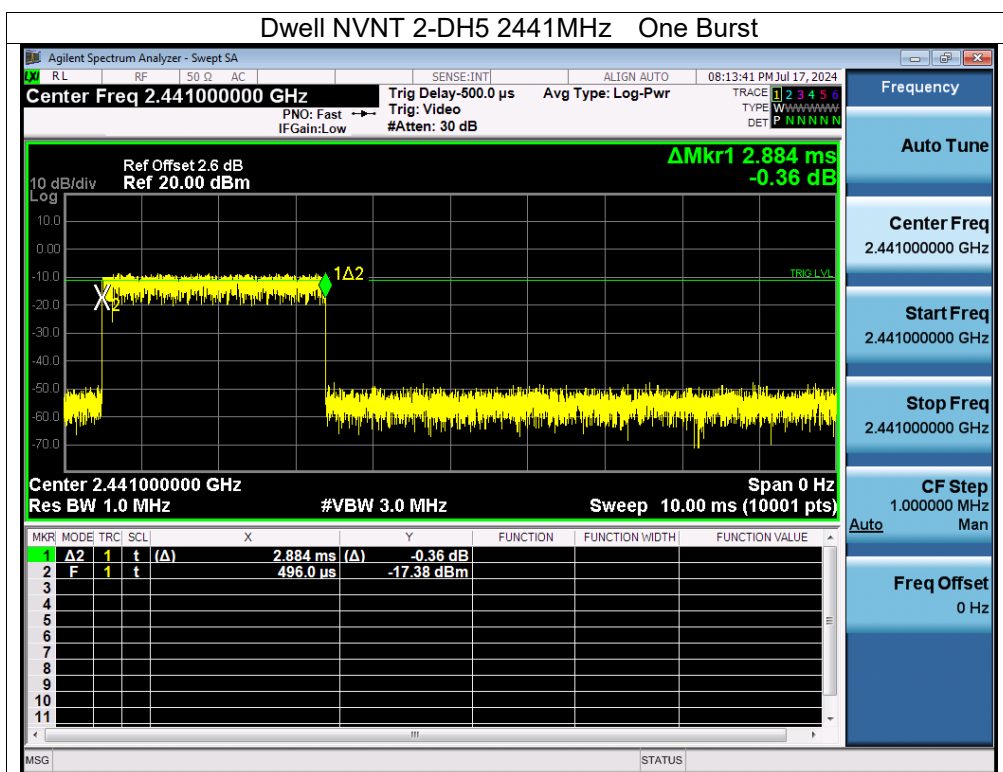 Dwell NVNT 2-DH5 2441MHz One Burst
Agilent Spectrum Analyzer - Swept SA
LXI RL RF 50 Ω AC SENSE:INT ALIGN AUTO 08:13:41 PM Jul 17, 2024
Center Freq 2.441000000 GHz
PNO: Fast
IFGain:Low
Trig Delay-500.0 µs
Trig: Video
#Atten: 30 dB
Avg Type: Log-Pwr
TRACE 1 2 3 4 5 6
TYPE WWWWWW
DET P N N N N N
ΔMkr1 2.884 ms
-0.36 dB
Ref Offset 2.6 dB
10 dB/div Ref 20.00 dBm
Log
10.0
0.00
-10.0
-20.0
-30.0
-40.0
-50.0
-60.0
-70.0
1Δ2
2
TRIG LVL
Center 2.441000000 GHz Span 0 Hz
Res BW 1.0 MHz #VBW 3.0 MHz Sweep 10.00 ms (10001 pts)
MKR MODE TRC SCL X Y FUNCTION FUNCTION WIDTH FUNCTION VALUE
1 Δ2 1 t (Δ) 2.884 ms (Δ) -0.36 dB
2 F 1 t 496.0 µs -17.38 dBm
3
4
5
6
7
8
9
10
11
MSG STATUS
Frequency
Auto Tune
Center Freq
2.441000000 GHz
Start Freq
2.441000000 GHz
Stop Freq
2.441000000 GHz
CF Step
1.000000 MHz
Auto Man
Freq Offset
0 Hz